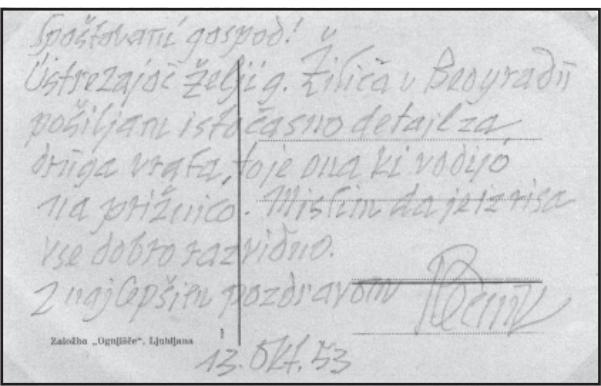 Spoštovani gospod!
Ustrezajoč želji g. Žiliča v Beogradu
pošiljam istočasno detajl za
druga vrata, to je ona ki vodijo
na prižnico. Mislim da je iz risa
vse dobro razvidno.
Z najlepšim pozdravom
Založba „Ognjišče“, Ljubljana
13. Okt. 53